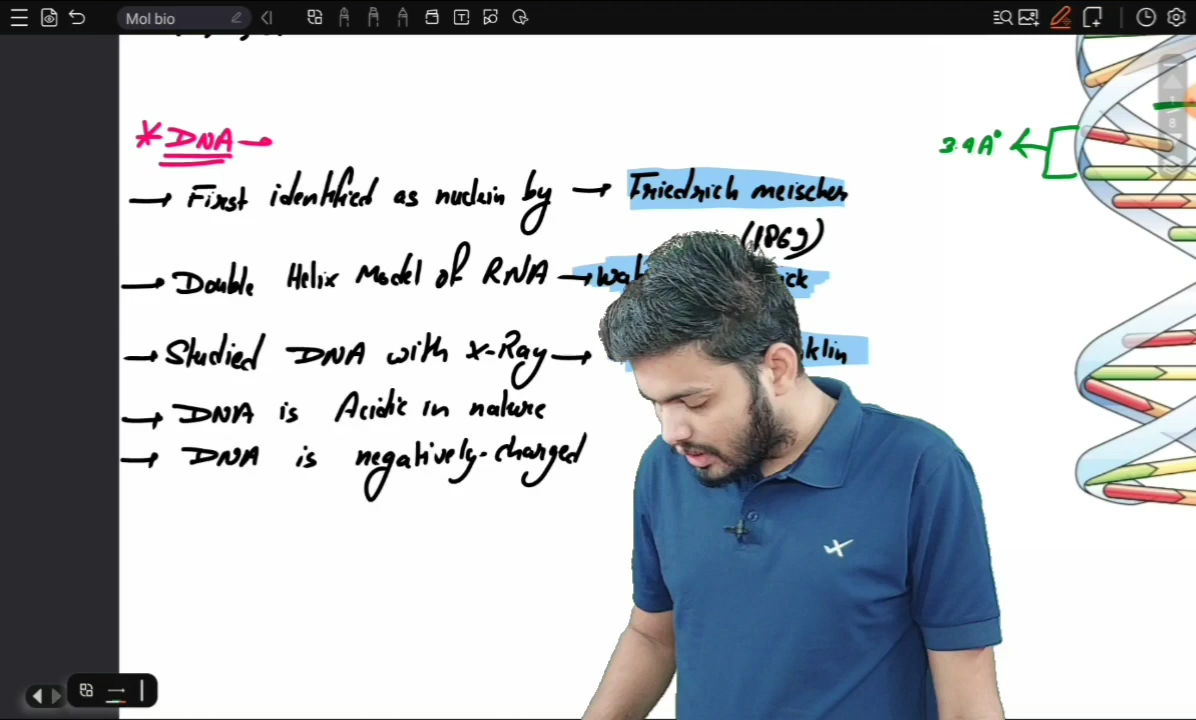 Mol bio
* DNA →
→ First identified as nuclein by → Friedrich meischer
(1869)
→ Double Helix Model of RNA →
→ Studied DNA with X-Ray →
→ DNA is Acidic in nature
→ DNA is negatively-charged
3.4A°